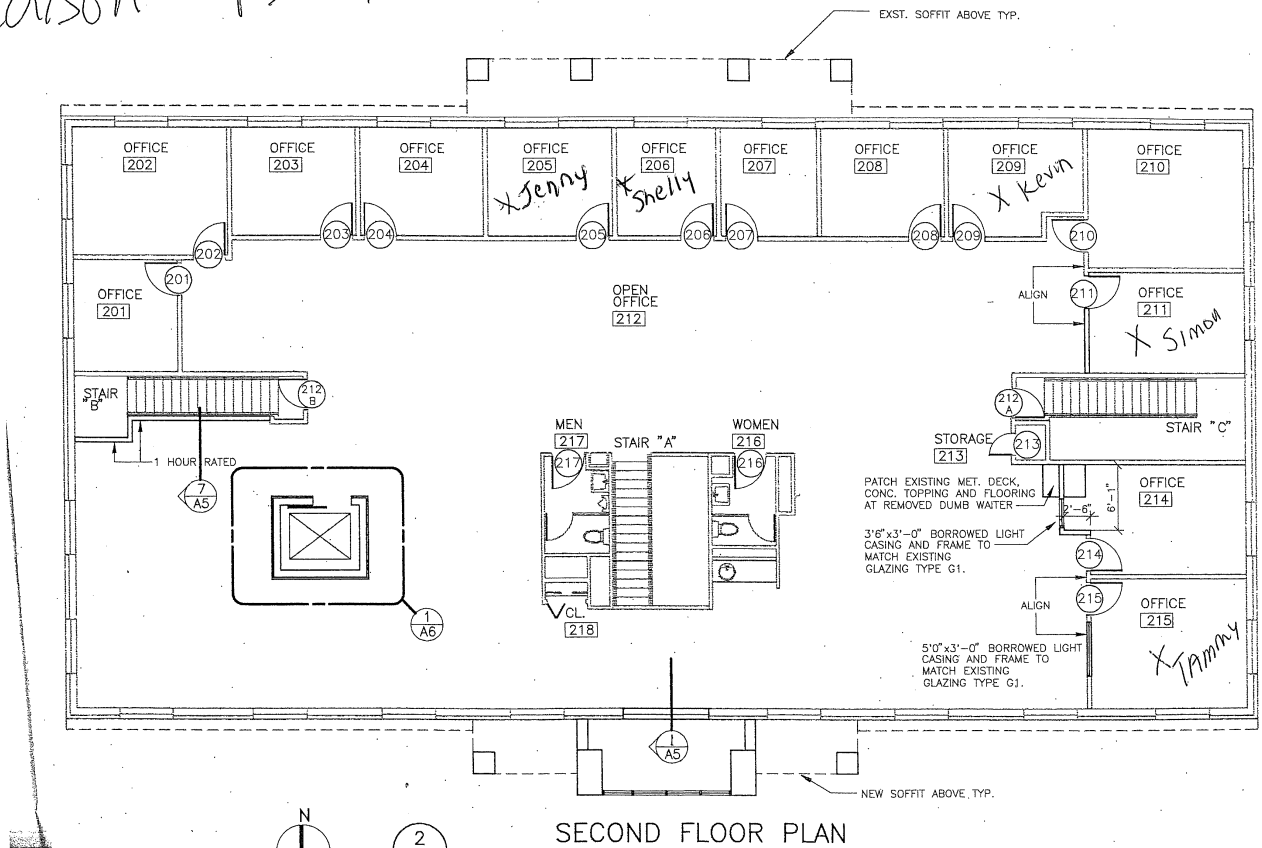 EXST. SOFFIT ABOVE TYP.
OFFICE
202
OFFICE
203
OFFICE
204
OFFICE
205
X Jenny
OFFICE
206
X Shelly
OFFICE
207
OFFICE
208
OFFICE
209
X Kevin
OFFICE
210
202
203
204
205
206
207
208
209
210
201
OFFICE
201
OPEN
OFFICE
212
ALIGN
211
OFFICE
211
X Simon
STAIR
"B"
212
B
1 HOUR RATED
7
A5
MEN
217
217
STAIR "A"
WOMEN
216
216
212
A
STAIR "C"
STORAGE
213
213
PATCH EXISTING MET. DECK,
CONC. TOPPING AND FLOORING
AT REMOVED DUMB WAITER
OFFICE
214
2'-6"
6'-1"
3'6"x3'-0" BORROWED LIGHT
CASING AND FRAME TO
MATCH EXISTING
GLAZING TYPE G1.
214
215
ALIGN
OFFICE
215
X TAMMY
5'0"x3'-0" BORROWED LIGHT
CASING AND FRAME TO
MATCH EXISTING
GLAZING TYPE G1.
CL.
218
1
A6
1
A5
NEW SOFFIT ABOVE TYP.
N
2
SECOND FLOOR PLAN